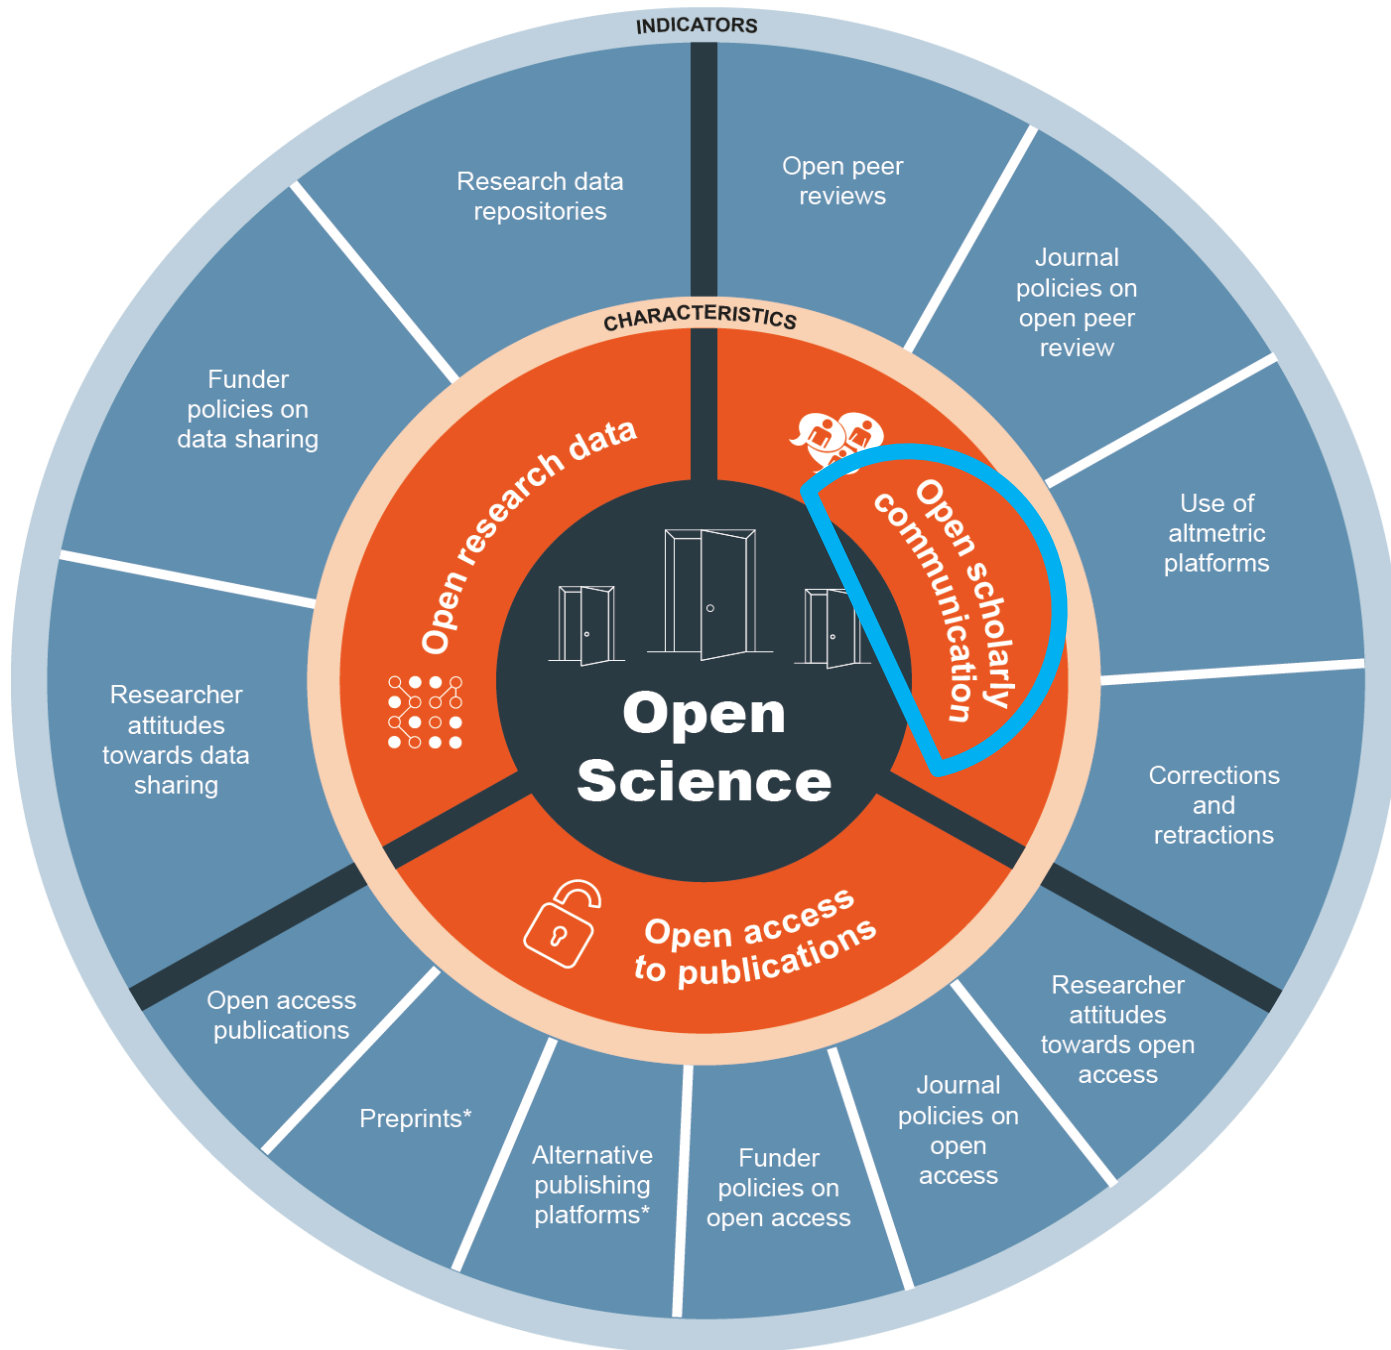 INDICATORS
Research data
repositories
Open peer
reviews
Journal
policies on
open peer
review
Funder
policies on
data sharing
Use of
altmetric
platforms
CHARACTERISTICS
Open research data
Open scholarly
communication
Open
Science
Researcher
attitudes
towards data
sharing
Corrections
and
retractions
Open access
to publications
Open access
publications
Preprints*
Alternative
publishing
platforms*
Funder
policies on
open access
Journal
policies on
open
access
Researcher
attitudes
towards open
access